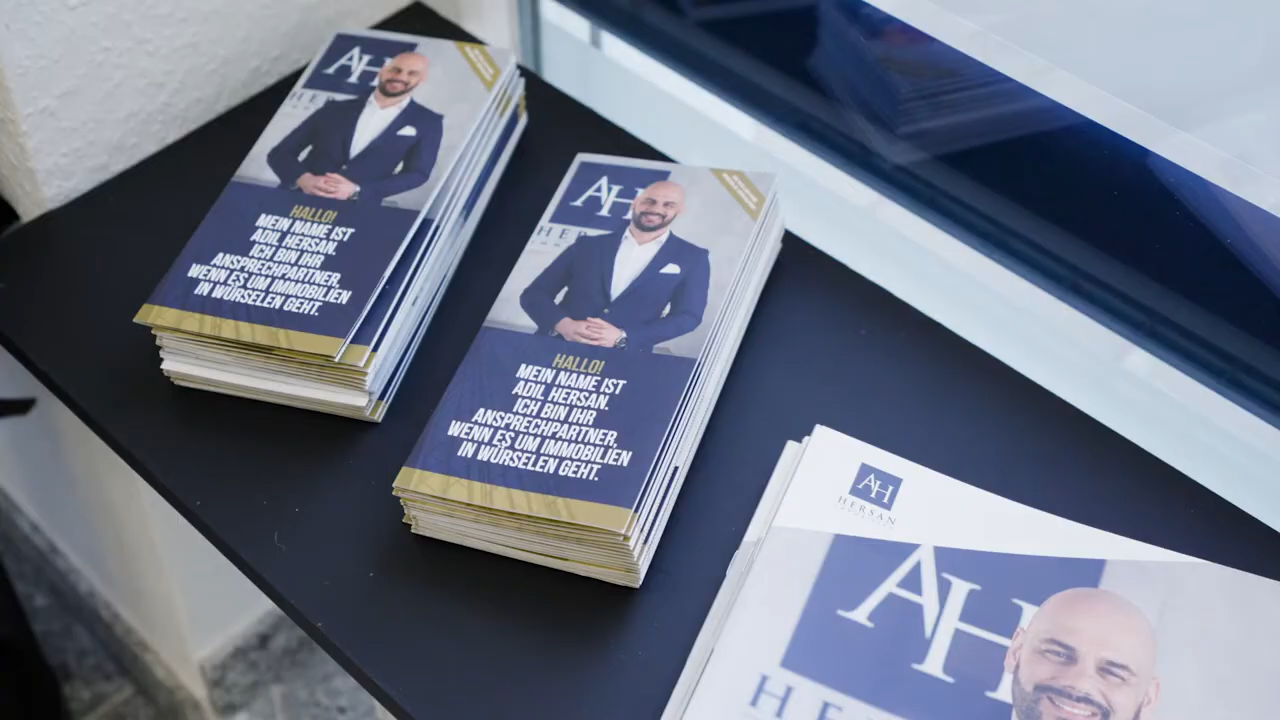 AH
HALLO!
MEIN NAME IST
ADIL HERSAN.
ICH BIN IHR
ANSPRECHPARTNER,
WENN ES UM IMMOBILIEN
IN WÜRSELEN GEHT.
AH
HALLO!
MEIN NAME IST
ADIL HERSAN.
ICH BIN IHR
ANSPRECHPARTNER,
WENN ES UM IMMOBILIEN
IN WÜRSELEN GEHT.
AH
HERSAN
AH